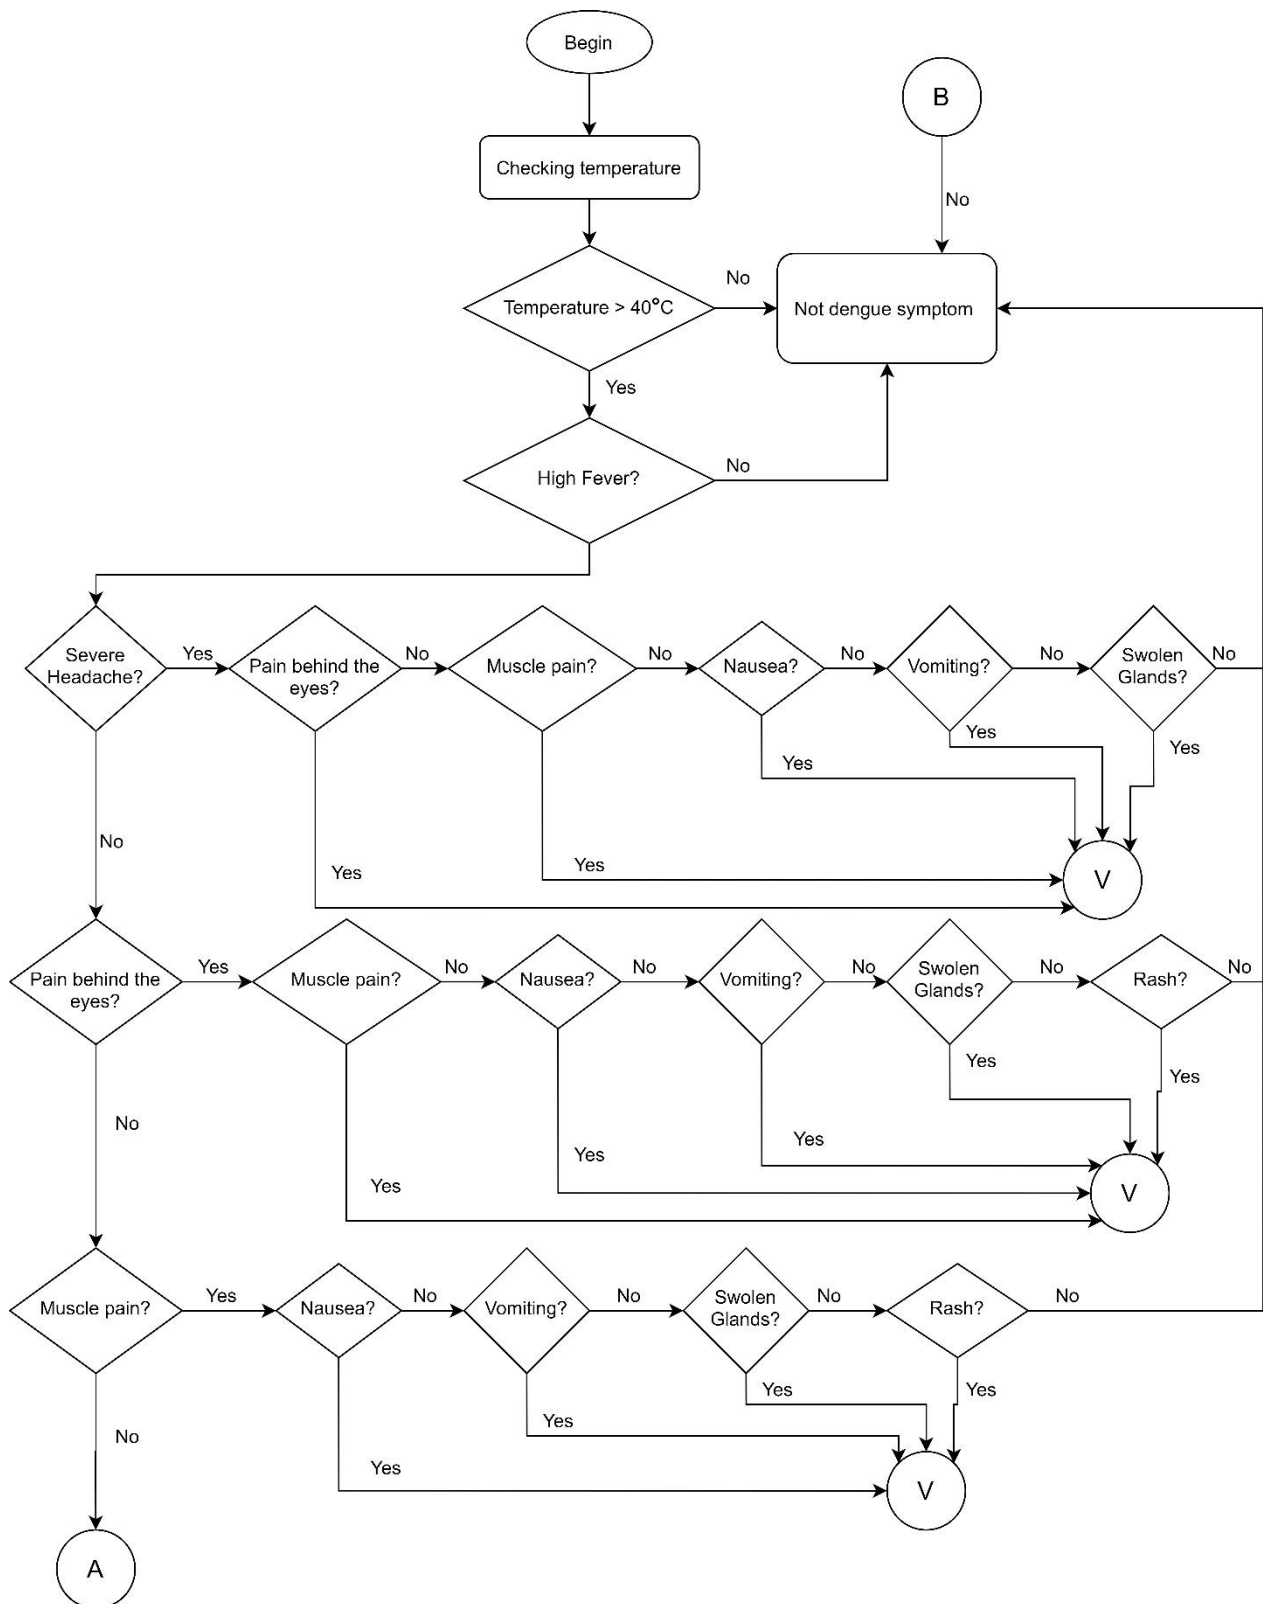 Begin
B
Checking temperature
No
Temperature > 40°C
No
Not dengue symptom
Yes
High Fever?
No
Severe
Headache?
Yes
Pain behind the
eyes?
No
Muscle pain?
No
Nausea?
No
Vomiting?
No
Swolen
Glands?
No
Yes
Yes
Yes
No
Yes
Yes
V
Pain behind the
eyes?
Yes
Muscle pain?
No
Nausea?
No
Vomiting?
No
Swolen
Glands?
No
Rash?
No
Yes
Yes
No
Yes
Yes
Yes
V
Muscle pain?
Yes
Nausea?
No
Vomiting?
No
Swolen
Glands?
No
Rash?
No
Yes
Yes
No
Yes
Yes
V
A